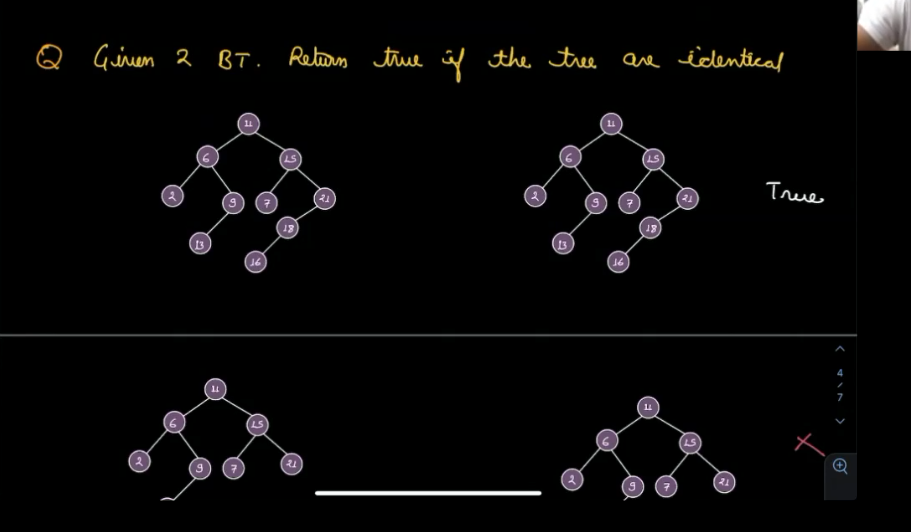 Q Given 2 BT. Return true if the tree are identical
11 11
6 15 6 15
True
2 9 7 21 2 9 7 21
18 18
13 13
16 16
4
/
7
11
11
6 15
6 15
2 9 7 21
2 9 7 21